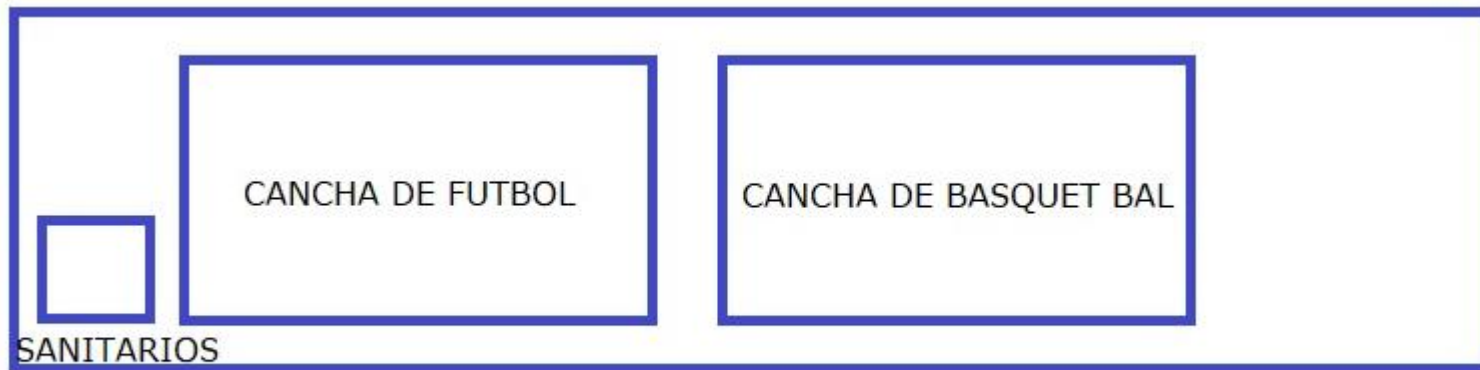 CANCHA DE FUTBOL
CANCHA DE BASQUET BAL
SANITARIOS